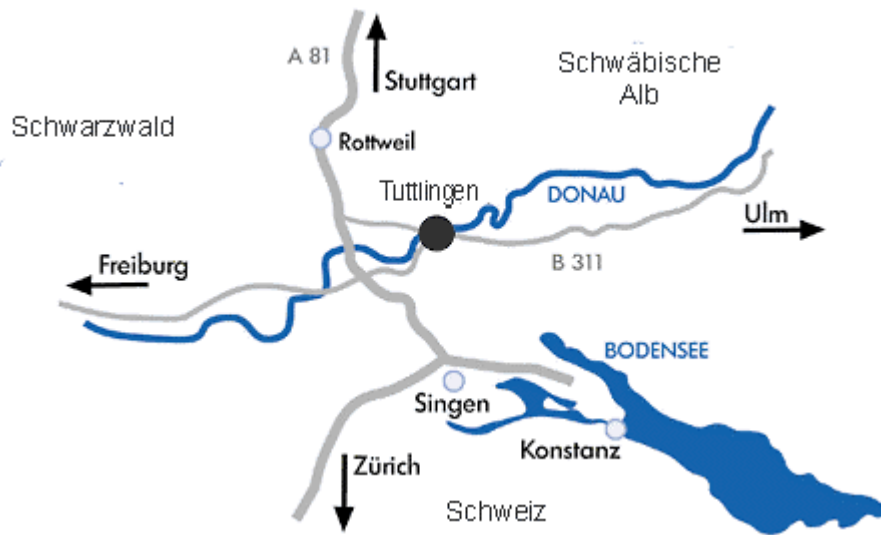 A 81
Stuttgart
Schwäbische
Alb
Schwarzwald
Rottweil
Tuttlingen
DONAU
Ulm
B 311
Freiburg
BODENSEE
Singen
Konstanz
Zürich
Schweiz